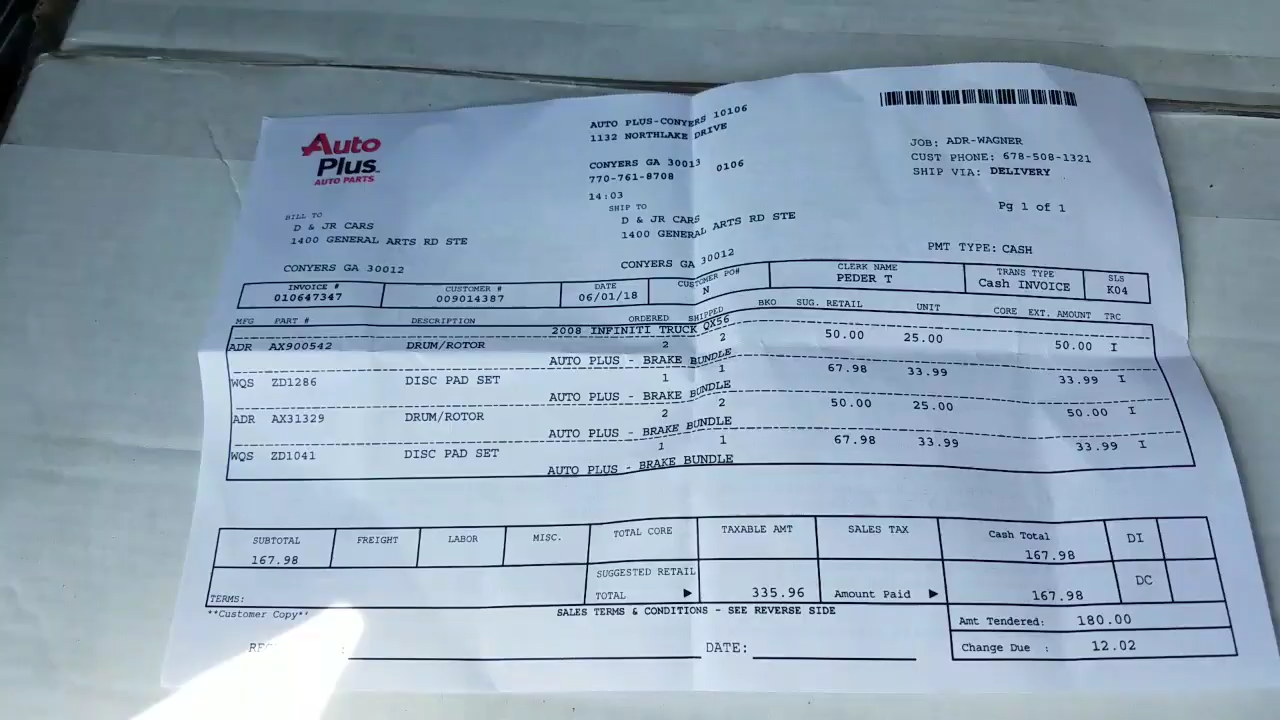 Auto
Plus
AUTO PARTS
AUTO PLUS-CONYERS 10106
1132 NORTHLAKE DRIVE
CONYERS GA 30013 0106
770-761-8708
14:03
JOB: ADR-WAGNER
CUST PHONE: 678-508-1321
SHIP VIA: DELIVERY
Pg 1 of 1
BILL TO
D & JR CARS
1400 GENERAL ARTS RD STE
CONYERS GA 30012
SHIP TO
D & JR CARS
1400 GENERAL ARTS RD STE
CONYERS GA 30012
PMT TYPE: CASH
INVOICE # CUSTOMER # DATE CUSTOMER PO# CLERK NAME TRANS TYPE SLS
010647347 009014387 06/01/18 N PEDER T Cash INVOICE K04
MFG PART # DESCRIPTION ORDERED SHIPPED BKO SUG. RETAIL UNIT CORE EXT. AMOUNT TRC
2008 INFINITI TRUCK QX56
ADR AX900542 DRUM/ROTOR 2 2 50.00 25.00 50.00 I
AUTO PLUS - BRAKE BUNDLE
WQS ZD1286 DISC PAD SET 1 1 67.98 33.99 33.99 I
AUTO PLUS - BRAKE BUNDLE
ADR AX31329 DRUM/ROTOR 2 2 50.00 25.00 50.00 I
AUTO PLUS - BRAKE BUNDLE
WQS ZD1041 DISC PAD SET 1 1 67.98 33.99 33.99 I
AUTO PLUS - BRAKE BUNDLE
SUBTOTAL FREIGHT LABOR MISC. TOTAL CORE TAXABLE AMT SALES TAX Cash Total DI
167.98 167.98
SUGGESTED RETAIL DC
TERMS: TOTAL ▶ 335.96 Amount Paid ▶ 167.98
**Customer Copy** SALES TERMS & CONDITIONS - SEE REVERSE SIDE
Amt Tendered: 180.00
DATE:
Change Due : 12.02